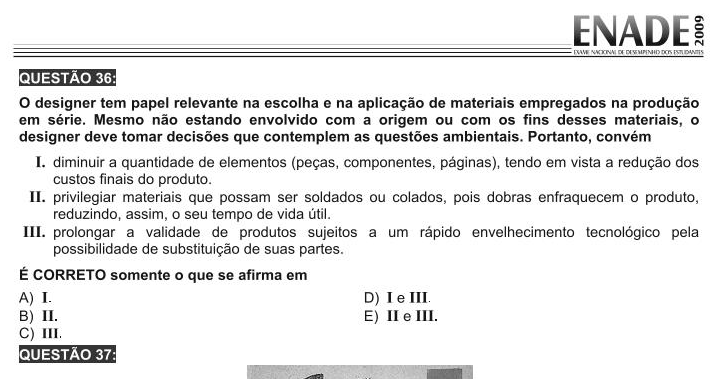 ENADE 2009
EXAME NACIONAL DE DESEMPENHO DOS ESTUDANTES
QUESTÃO 36:
O designer tem papel relevante na escolha e na aplicação de materiais empregados na produção
em série. Mesmo não estando envolvido com a origem ou com os fins desses materiais, o
designer deve tomar decisões que contemplem as questões ambientais. Portanto, convém
I. diminuir a quantidade de elementos (peças, componentes, páginas), tendo em vista a redução dos
custos finais do produto.
II. privilegiar materiais que possam ser soldados ou colados, pois dobras enfraquecem o produto,
reduzindo, assim, o seu tempo de vida útil.
III. prolongar a validade de produtos sujeitos a um rápido envelhecimento tecnológico pela
possibilidade de substituição de suas partes.
É CORRETO somente o que se afirma em
A) I.
B) II.
C) III.
D) I e III.
E) II e III.
QUESTÃO 37: